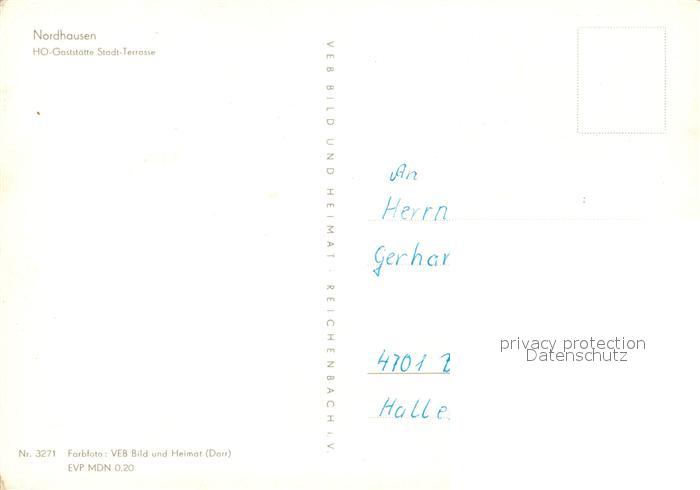 Nordhausen
HO-Gaststätte Stadt-Terrasse
VEB BILD UND HEIMAT · REICHENBACH i. V.
An
Herrn
Gerhar
4701
Halle
privacy protection
Datenschutz
Nr. 3271 Farbfoto: VEB Bild und Heimat (Darr)
EVP MDN 0,20